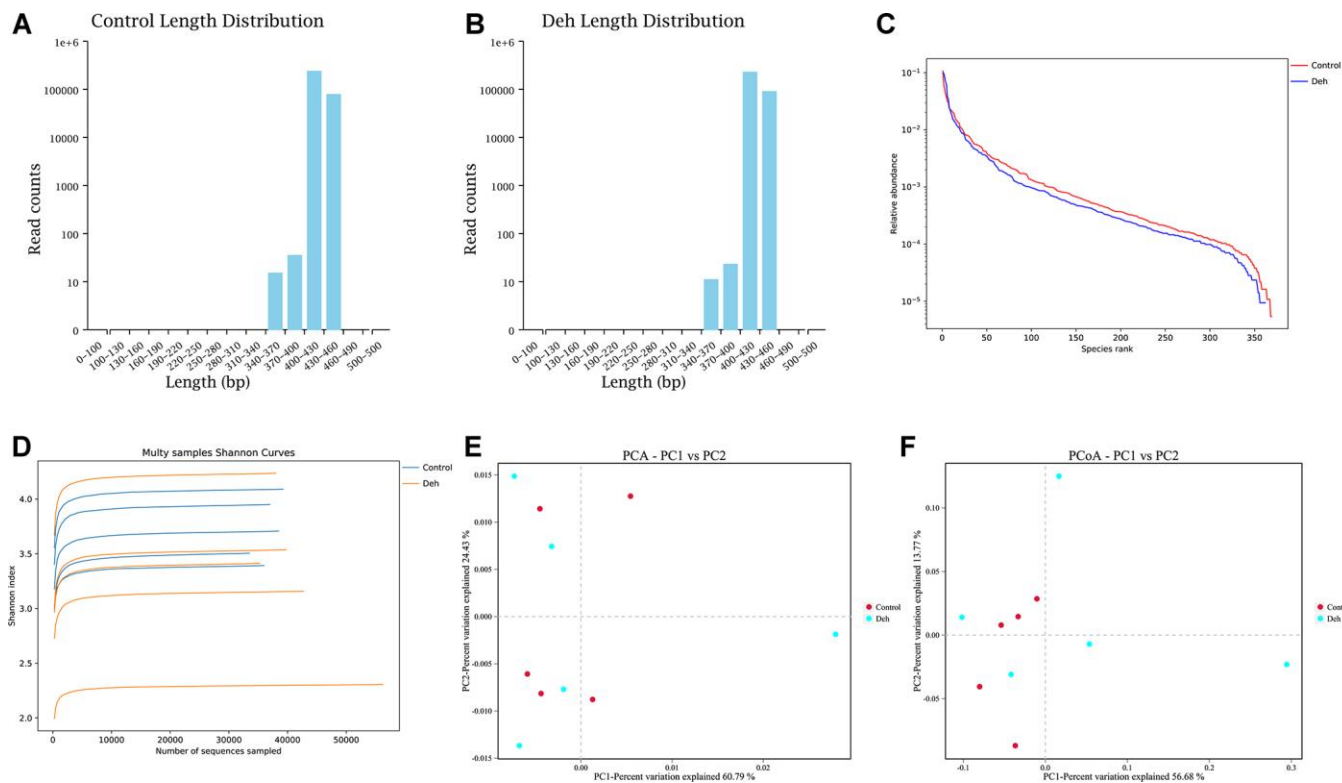 A
Control Length Distribution
1e+6
100000
10000
1000
100
10
0
Read counts
0–100
100–130
130–160
160–190
190–220
220–250
250–280
280–310
310–340
340–370
370–400
400–430
430–460
460–490
500–500
Length (bp)
B
Deh Length Distribution
1e+6
100000
10000
1000
100
10
0
Read counts
0–100
100–130
130–160
160–190
190–220
220–250
250–280
280–310
310–340
340–370
370–400
400–430
430–460
460–490
500–500
Length (bp)
C
Control
Deh
10⁻¹
10⁻²
10⁻³
10⁻⁴
10⁻⁵
Relative abundance
0 50 100 150 200 250 300 350
Species rank
D
Multy samples Shannon Curves
Control
Deh
4.0
3.5
3.0
2.5
2.0
Shannon index
0 10000 20000 30000 40000 50000
Number of sequences sampled
E
PCA - PC1 vs PC2
0.015
0.010
0.005
0.000
-0.005
-0.010
-0.015
PC2-Percent variation explained 24.43 %
Control
Deh
0.00 0.01 0.02
PC1-Percent variation explained 60.79 %
F
PCoA - PC1 vs PC2
0.10
0.05
0.00
-0.05
PC2-Percent variation explained 13.77 %
Cont
Deh
-0.1 0.0 0.1 0.2 0.3
PC1-Percent variation explained 56.68 %